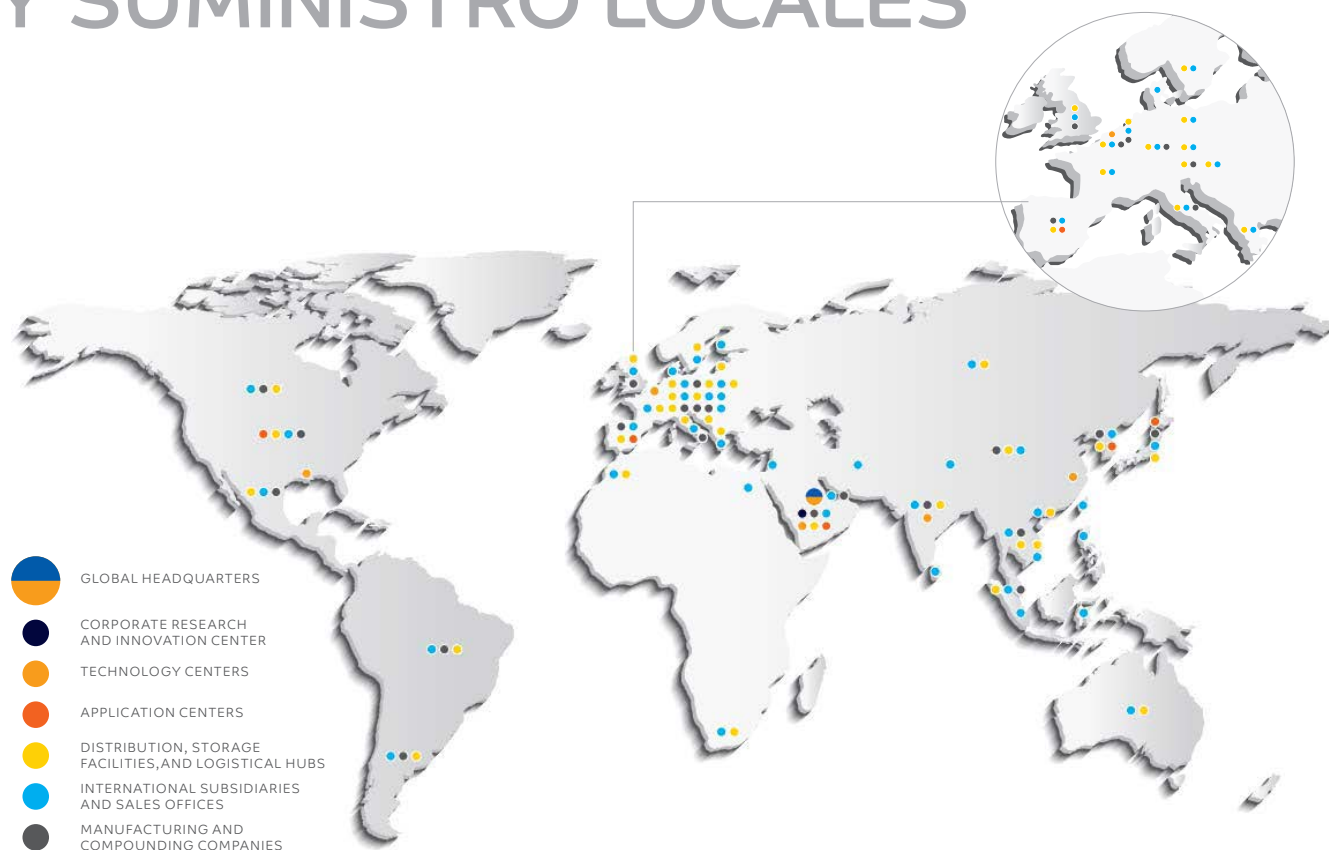 Y SUMINISTRO LOCALES
GLOBAL HEADQUARTERS
CORPORATE RESEARCH
AND INNOVATION CENTER
TECHNOLOGY CENTERS
APPLICATION CENTERS
DISTRIBUTION, STORAGE
FACILITIES,AND LOGISTICAL HUBS
INTERNATIONAL SUBSIDIARIES
AND SALES OFFICES
MANUFACTURING AND
COMPOUNDING COMPANIES